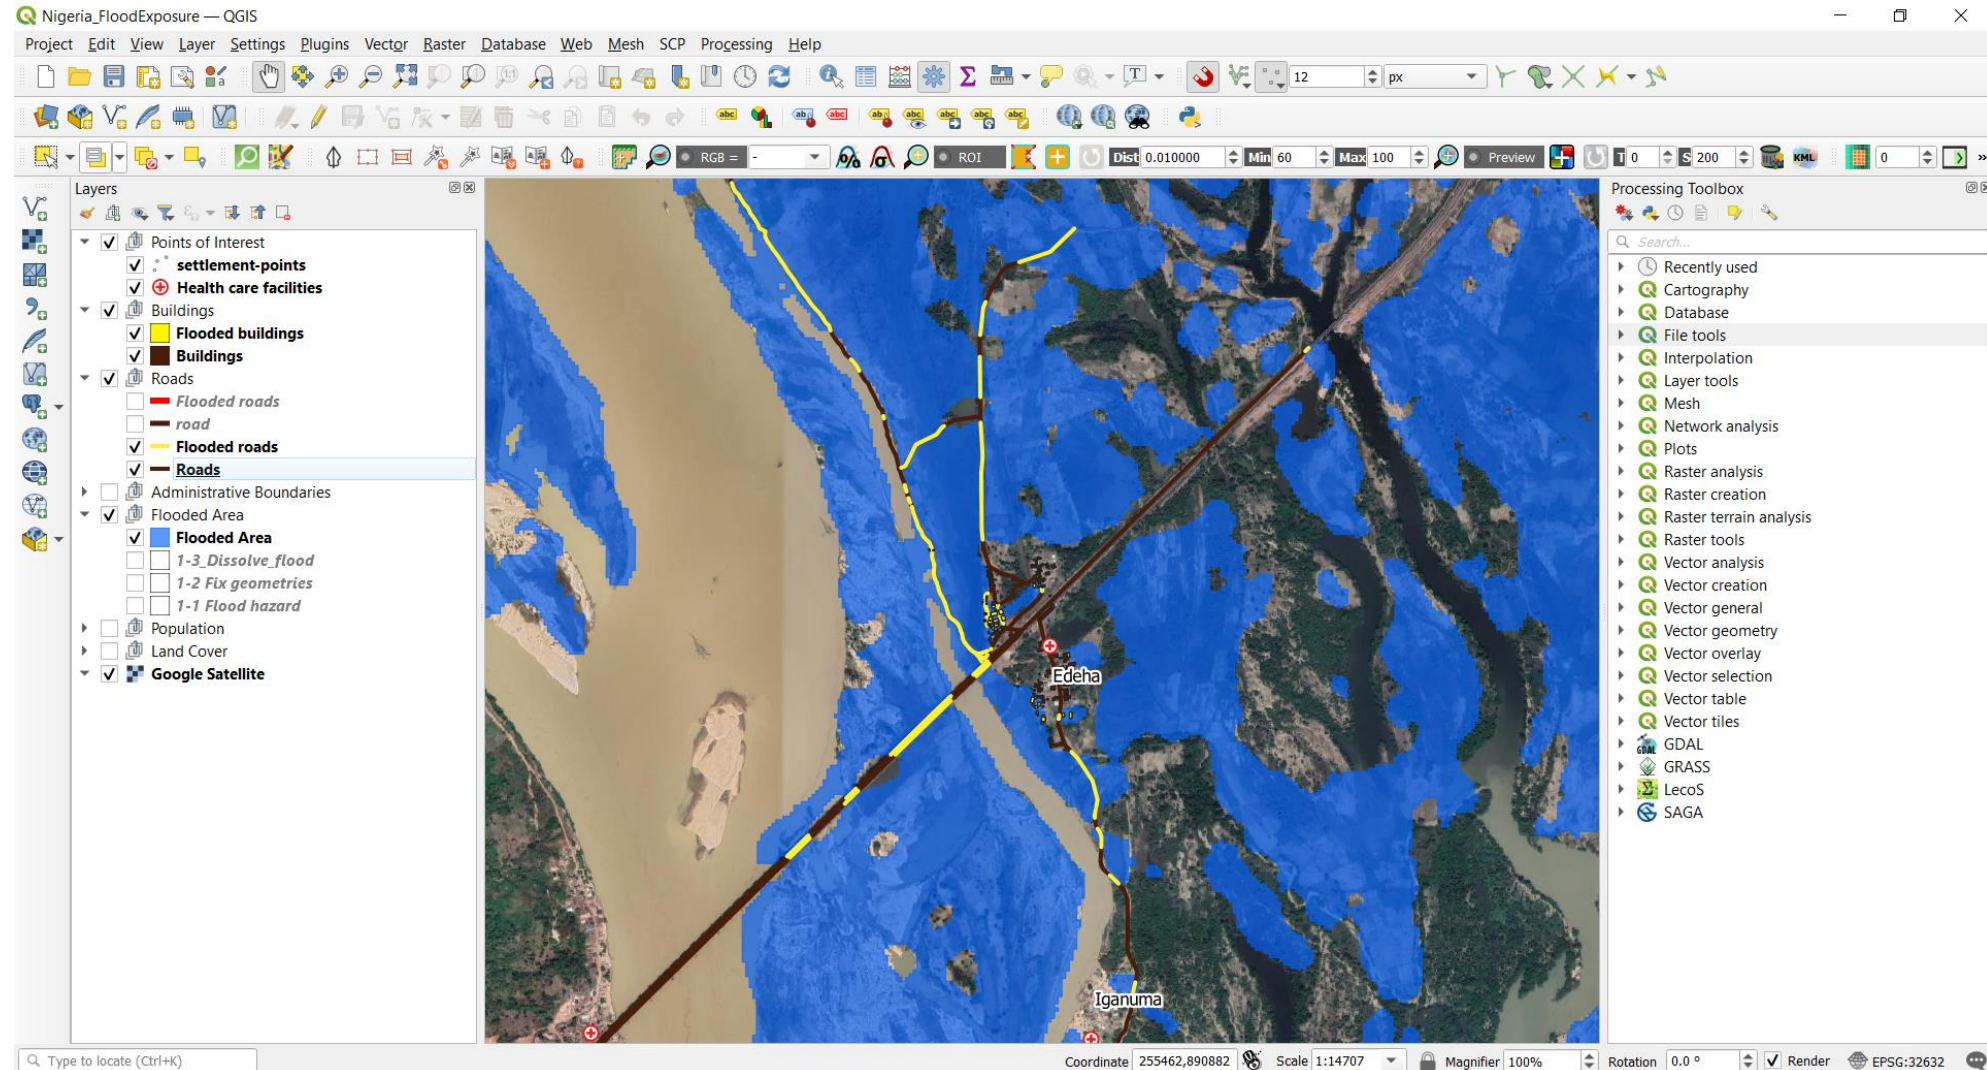 Nigeria_FloodExposure — QGIS
Project Edit View Layer Settings Plugins Vector Raster Database Web Mesh SCP Processing Help
12 px
RGB = - ROI Dist 0.010000 Min 60 Max 100 Preview T 0 S 200 KML 0 »
Layers
Points of Interest
settlement-points
Health care facilities
Buildings
Flooded buildings
Buildings
Roads
Flooded roads
road
Flooded roads
Roads
Administrative Boundaries
Flooded Area
Flooded Area
1-3_Dissolve_flood
1-2 Fix geometries
1-1 Flood hazard
Population
Land Cover
Google Satellite
Edeha
Iganuma
Processing Toolbox
Search...
Recently used
Cartography
Database
File tools
Interpolation
Layer tools
Mesh
Network analysis
Plots
Raster analysis
Raster creation
Raster terrain analysis
Raster tools
Vector analysis
Vector creation
Vector general
Vector geometry
Vector overlay
Vector selection
Vector table
Vector tiles
GDAL
GRASS
LecoS
SAGA
Type to locate (Ctrl+K) Coordinate 255462,890882 Scale 1:14707 Magnifier 100% Rotation 0.0 ° Render EPSG:32632